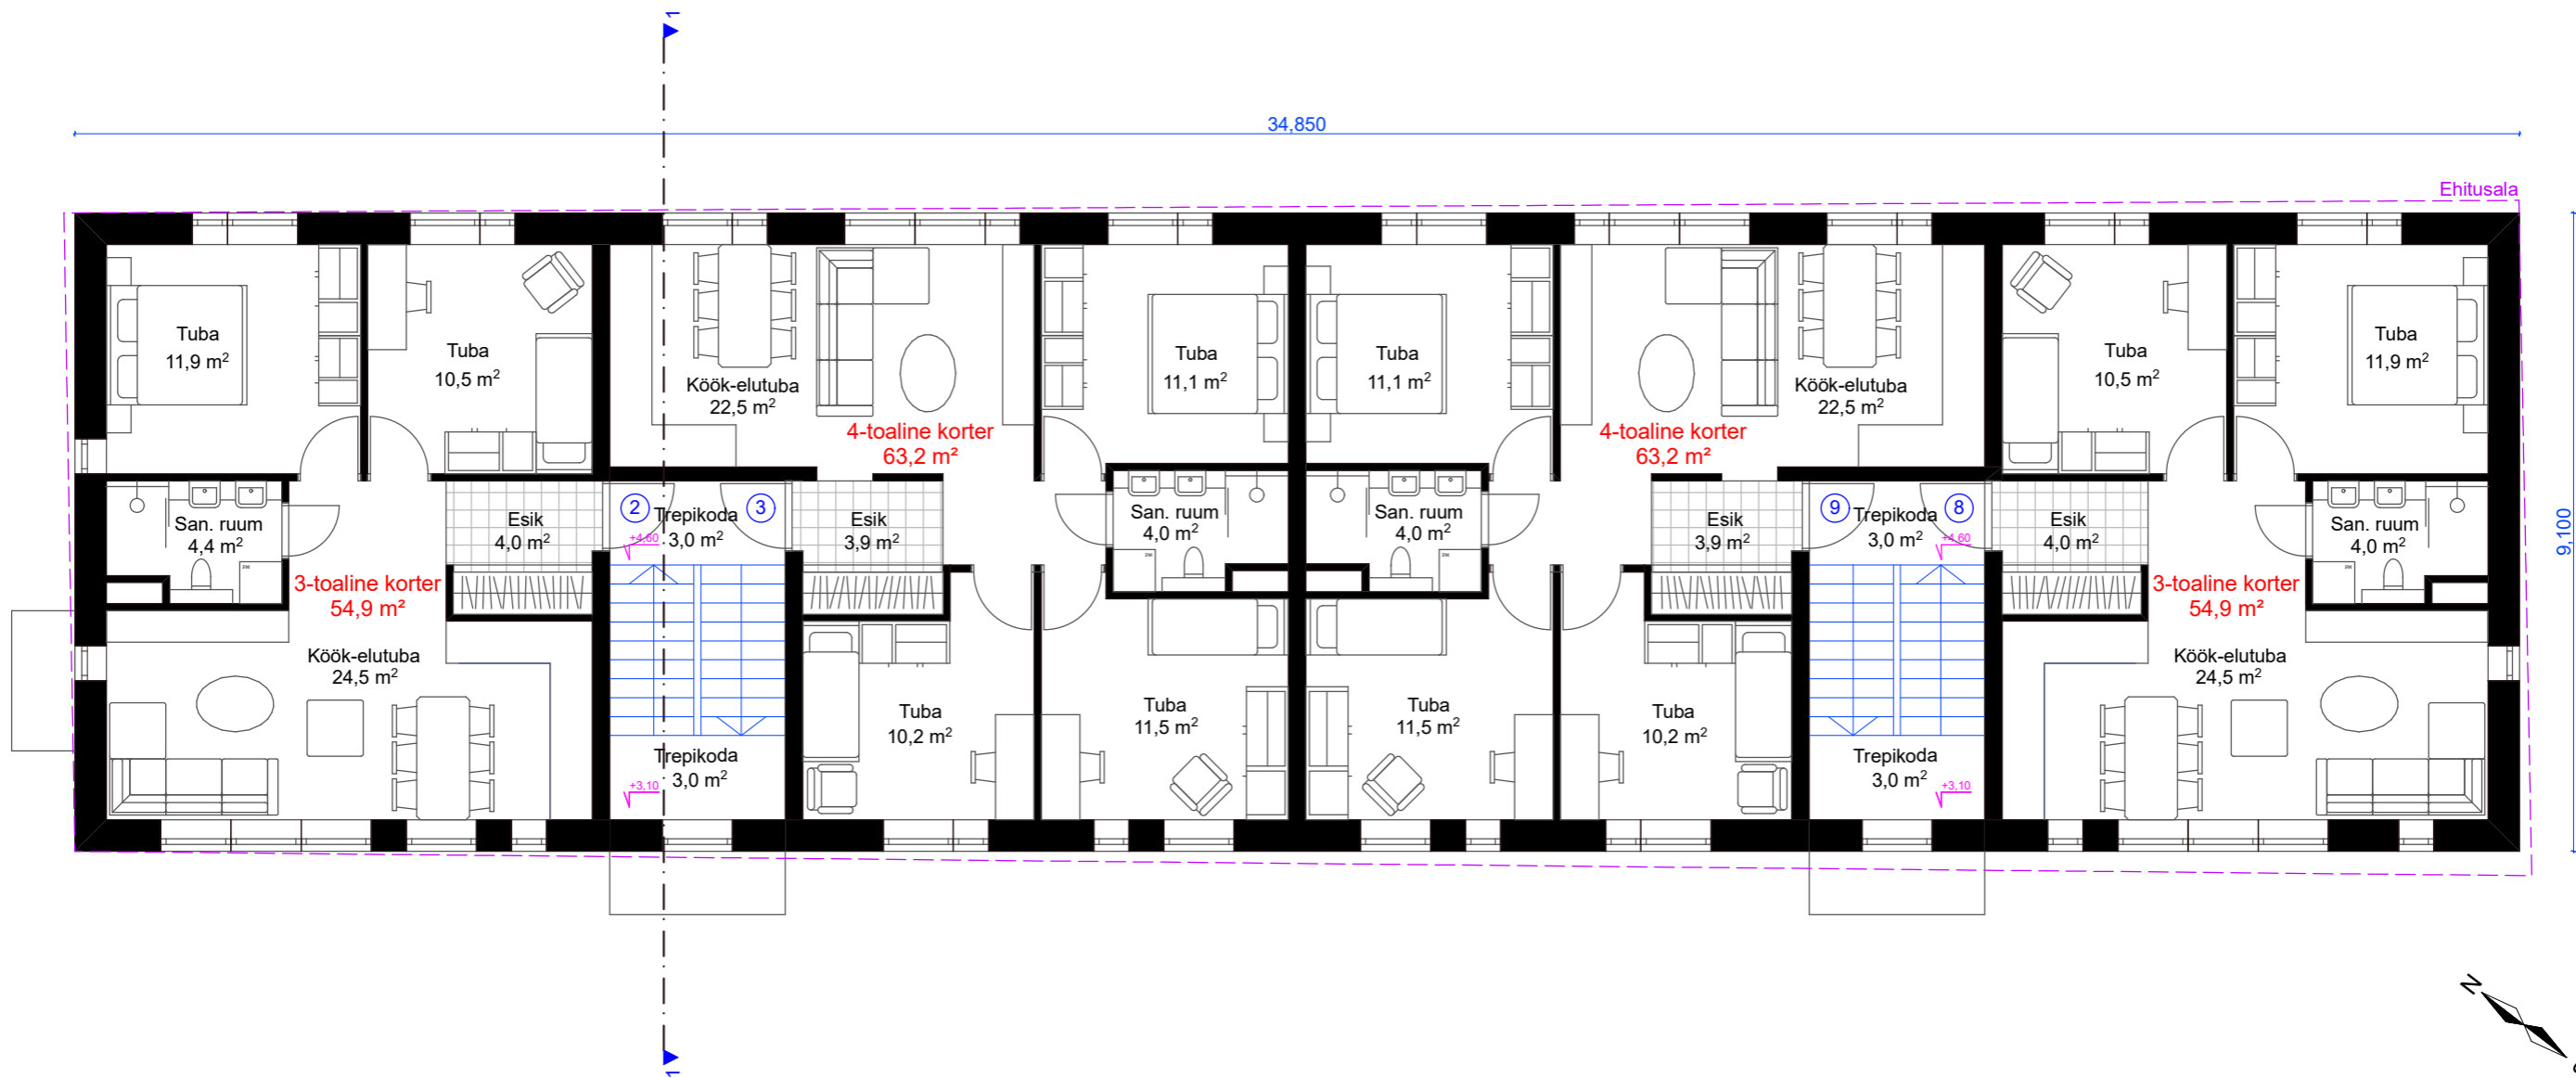 1
34,850
Ehitusala
9,100
Tuba
11,9 m²
Tuba
10,5 m²
Köök-elutuba
22,5 m²
4-toaline korter
63,2 m²
Tuba
11,1 m²
Tuba
11,1 m²
Köök-elutuba
22,5 m²
4-toaline korter
63,2 m²
Tuba
10,5 m²
Tuba
11,9 m²
San. ruum
4,4 m²
Esik
4,0 m²
2
Trepikoda
3,0 m²
+4,60
3
Esik
3,9 m²
San. ruum
4,0 m²
San. ruum
4,0 m²
Esik
3,9 m²
9
Trepikoda
3,0 m²
+4,60
8
Esik
4,0 m²
San. ruum
4,0 m²
3-toaline korter
54,9 m²
3-toaline korter
54,9 m²
Köök-elutuba
24,5 m²
Trepikoda
3,0 m²
+3,10
Tuba
10,2 m²
Tuba
11,5 m²
Tuba
11,5 m²
Tuba
10,2 m²
Trepikoda
3,0 m²
+3,10
Köök-elutuba
24,5 m²
N
1